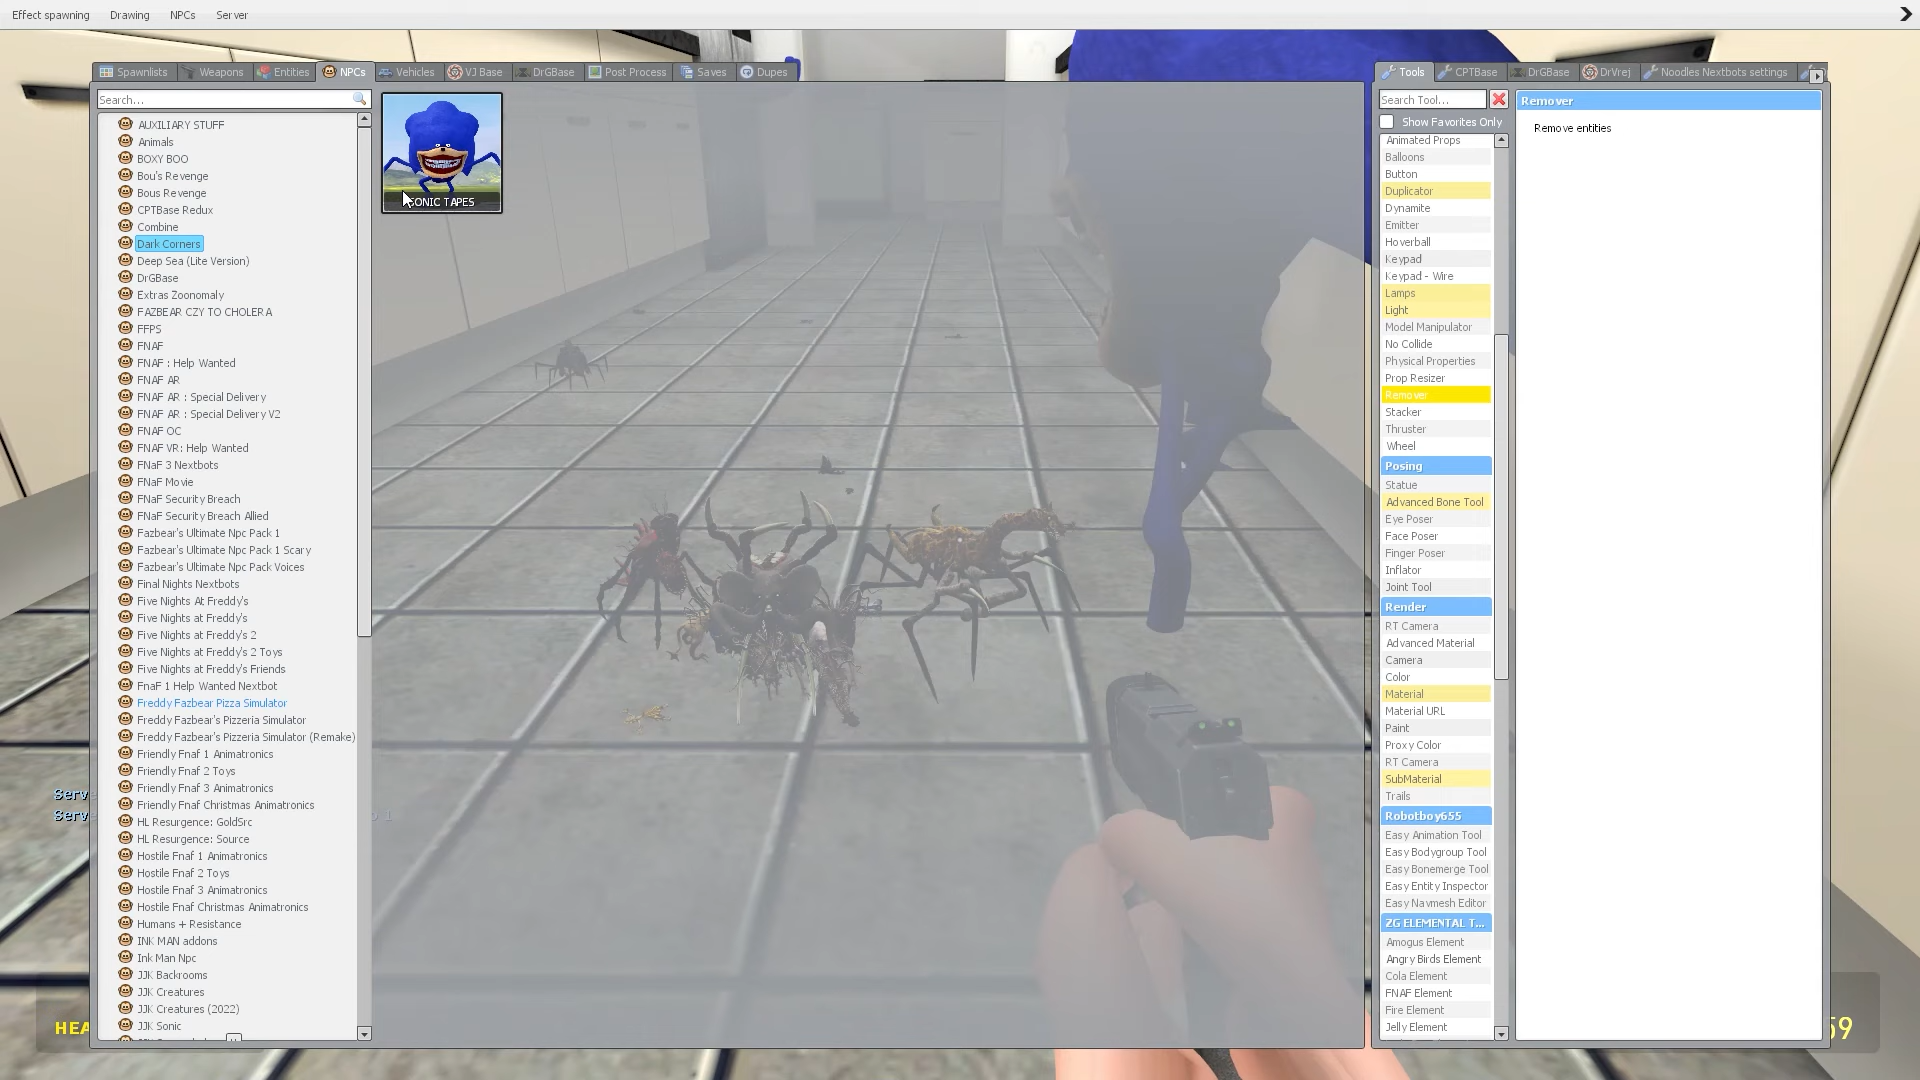 Effect spawning Drawing NPCs Server
Spawnlists Weapons Entities NPCs Vehicles VJ Base DrGBase Post Process Saves Dupes
Search...
AUXILIARY STUFF
Animals
BOXY BOO
Bou's Revenge
Bous Revenge
CPTBase Redux
Combine
Dark Corners
Deep Sea (Lite Version)
DrGBase
Extras Zoonomaly
FAZBEAR CZY TO CHOLERA
FFPS
FNAF
FNAF : Help Wanted
FNAF AR
FNAF AR : Special Delivery
FNAF AR : Special Delivery V2
FNAF OC
FNAF VR: Help Wanted
FNaF 3 Nextbots
FNaF Movie
FNaF Security Breach
FNaF Security Breach Allied
Fazbear's Ultimate Npc Pack 1
Fazbear's Ultimate Npc Pack 1 Scary
Fazbear's Ultimate Npc Pack Voices
Final Nights Nextbots
Five Nights At Freddy's
Five Nights at Freddy's
Five Nights at Freddy's 2
Five Nights at Freddy's 2 Toys
Five Nights at Freddy's Friends
FnaF 1 Help Wanted Nextbot
Freddy Fazbear Pizza Simulator
Freddy Fazbear's Pizzeria Simulator
Freddy Fazbear's Pizzeria Simulator (Remake)
Friendly Fnaf 1 Animatronics
Friendly Fnaf 2 Toys
Friendly Fnaf 3 Animatronics
Friendly Fnaf Christmas Animatronics
HL Resurgence: GoldSrc
HL Resurgence: Source
Hostile Fnaf 1 Animatronics
Hostile Fnaf 2 Toys
Hostile Fnaf 3 Animatronics
Hostile Fnaf Christmas Animatronics
Humans + Resistance
INK MAN addons
Ink Man Npc
JJK Backrooms
JJK Creatures
JJK Creatures (2022)
JJK Sonic
SONIC TAPES
Serv
Serv
HEA
59
Tools CPTBase DrGBase DrVrej Noodles Nextbots settings
Search Tool...
Show Favorites Only
Animated Props
Balloons
Button
Duplicator
Dynamite
Emitter
Hoverball
Keypad
Keypad - Wire
Lamps
Light
Model Manipulator
No Collide
Physical Properties
Prop Resizer
Remover
Stacker
Thruster
Wheel
Posing
Statue
Advanced Bone Tool
Eye Poser
Face Poser
Finger Poser
Inflator
Joint Tool
Render
RT Camera
Advanced Material
Camera
Color
Material
Material URL
Paint
Proxy Color
RT Camera
SubMaterial
Trails
Robotboy655
Easy Animation Tool
Easy Bodygroup Tool
Easy Bonemerge Tool
Easy Entity Inspector
Easy Navmesh Editor
ZG ELEMENTAL T...
Amogus Element
Angry Birds Element
Cola Element
FNAF Element
Fire Element
Jelly Element
Remover
Remove entities